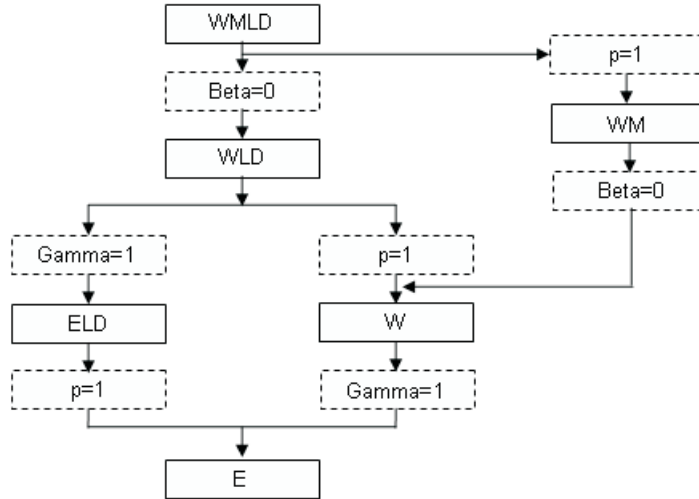 WMLD
p=1
Beta=0
WM
WLD
Beta=0
Gamma=1
p=1
ELD
W
p=1
Gamma=1
E